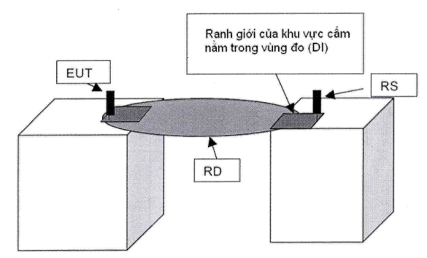 Ranh giới của khu vực cấm
nằm trong vùng đo (DI)
EUT
RS
RD